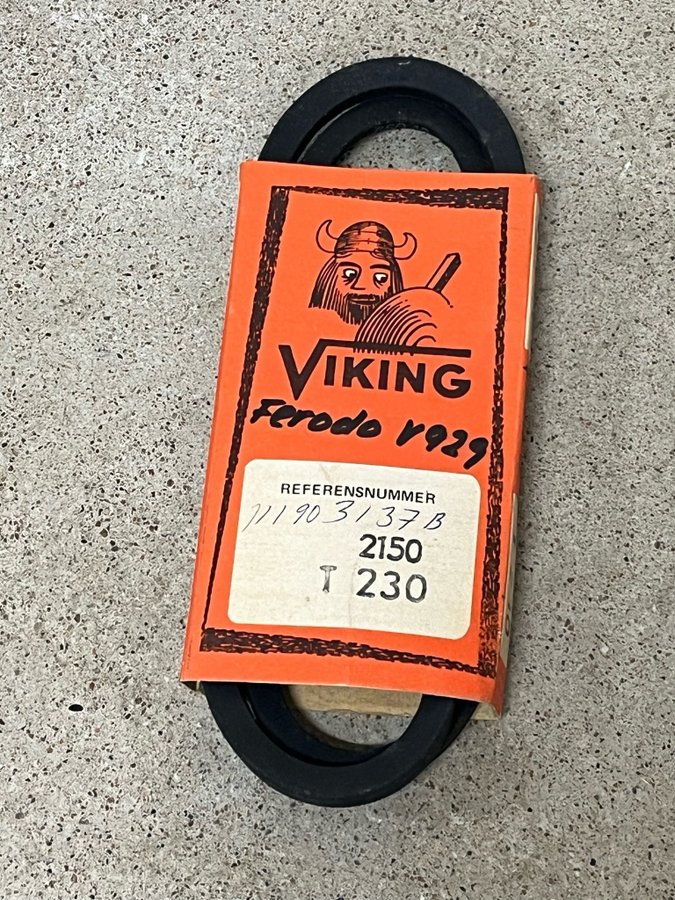 VIKING
Ferodo V929
REFERENSNUMMER
111903137B
2150
T 230